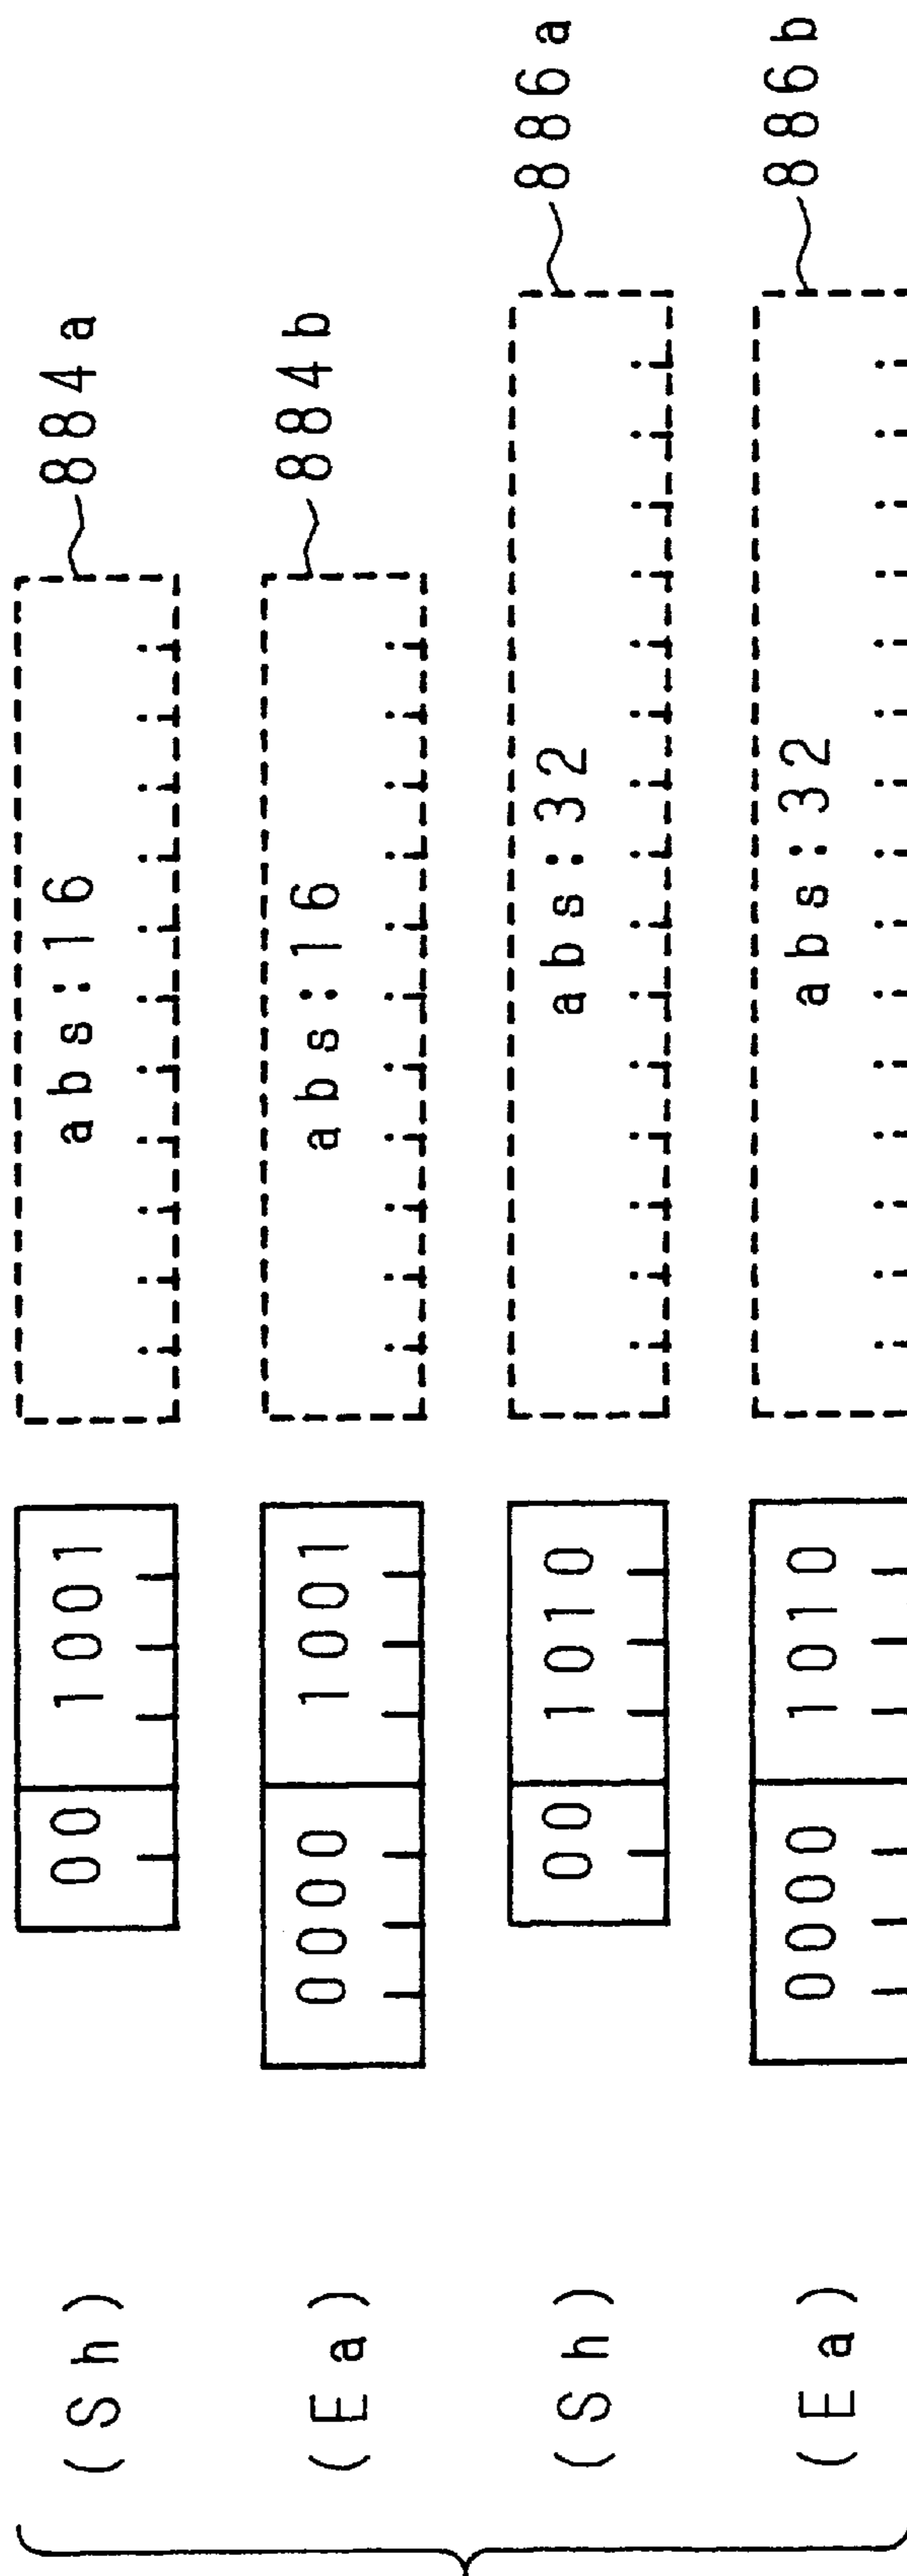 (Sh) 00 1001 abs:16 884a
(Ea) 0000 1001 abs:16 884b
(Sh) 00 1010 abs:32 886a
(Ea) 0000 1010 abs:32 886b